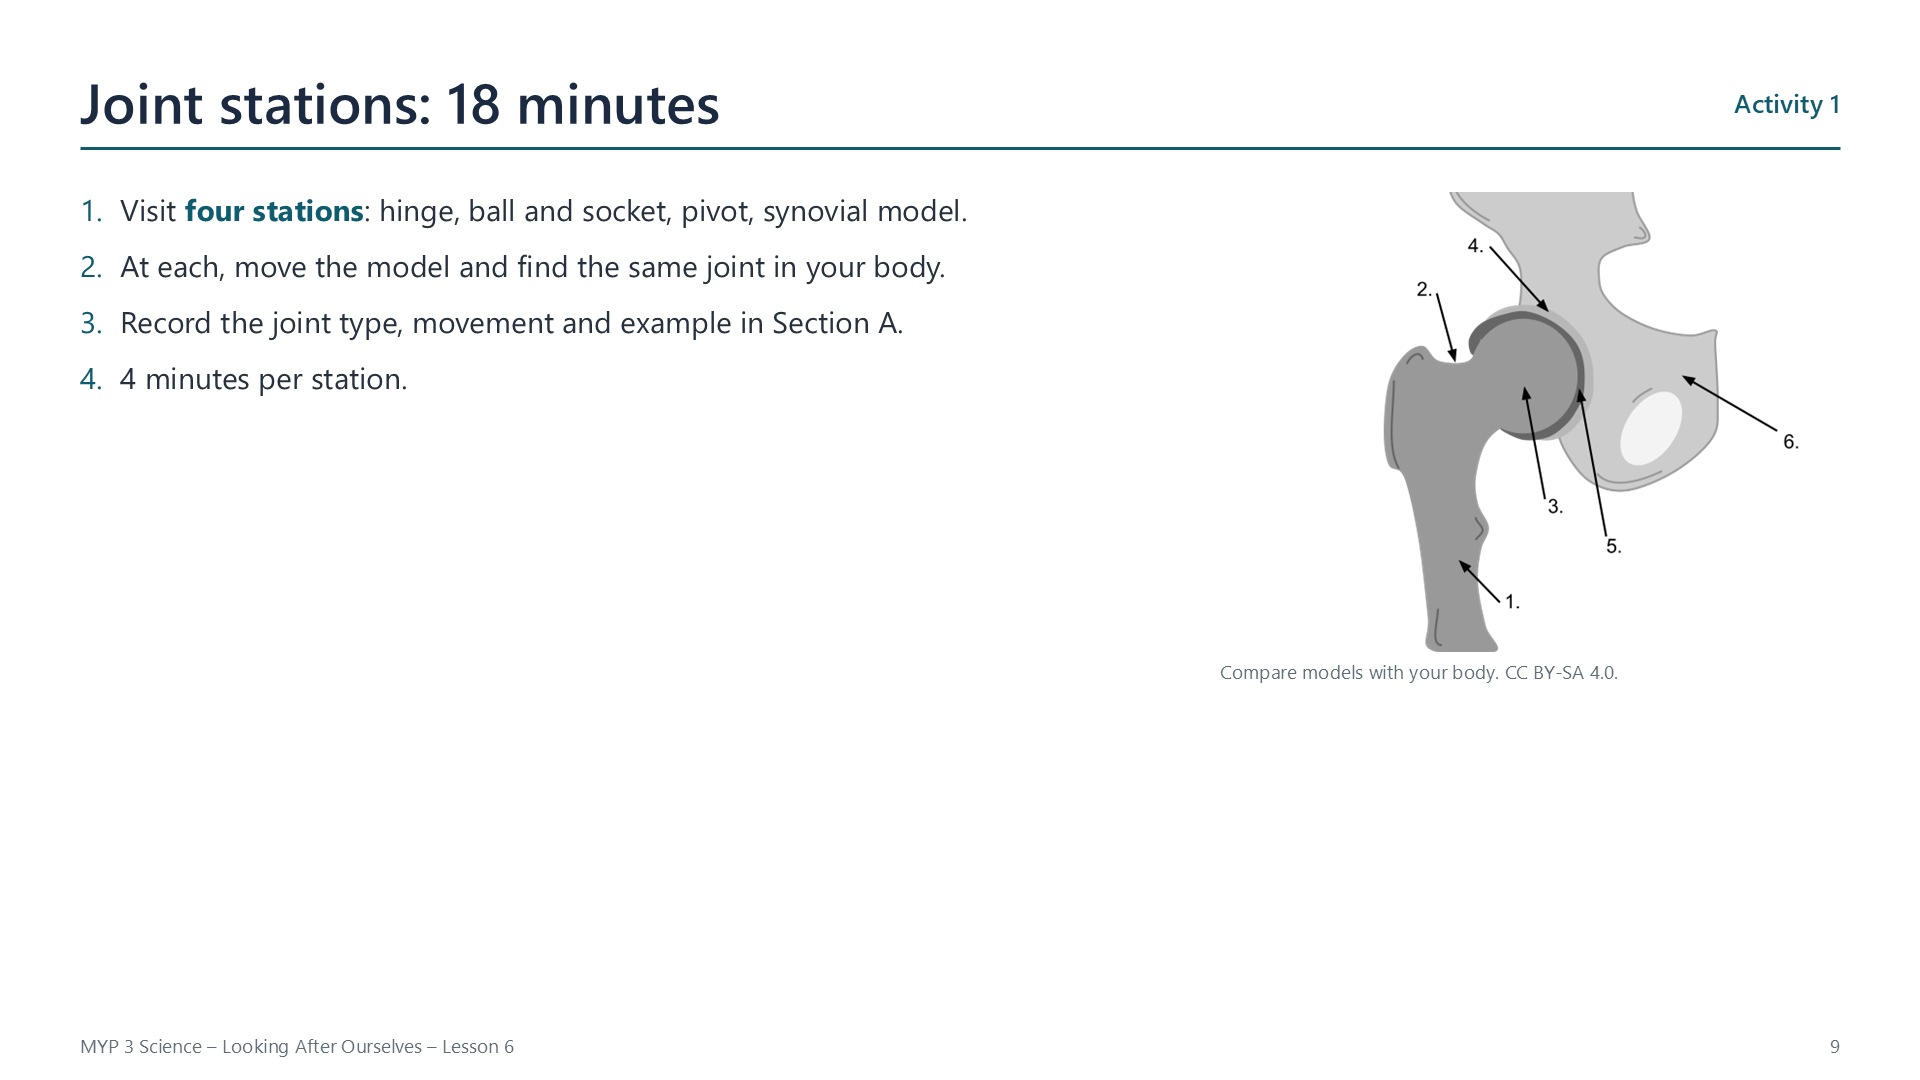 Joint stations: 18 minutes
Activity 1
1. Visit four stations: hinge, ball and socket, pivot, synovial model.
2. At each, move the model and find the same joint in your body.
3. Record the joint type, movement and example in Section A.
4. 4 minutes per station.
4.
2.
6.
3.
5.
1.
Compare models with your body. CC BY-SA 4.0.
MYP 3 Science – Looking After Ourselves – Lesson 6
9